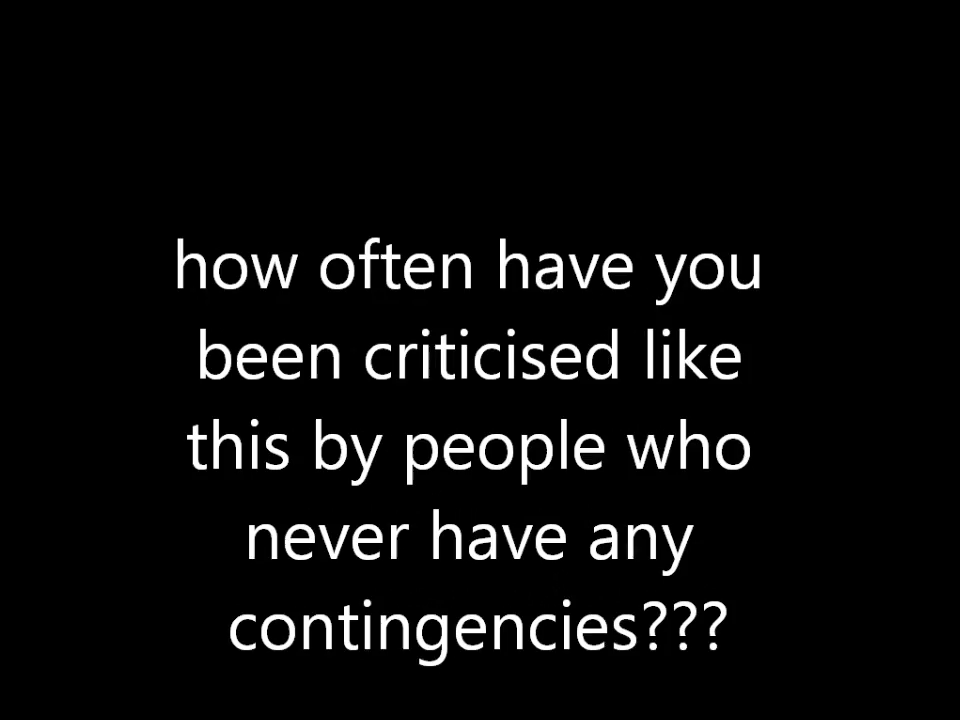 how often have you
been criticised like
this by people who
never have any
contingencies???